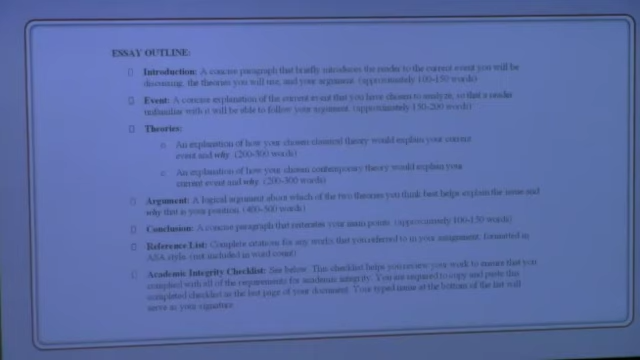 ESSAY OUTLINE:
Introduction: A concise paragraph that briefly introduces the reader to the current event you will be
discussing, the theories you will use, and your argument. (approximately 100-150 words)
Event: A concise explanation of the current event that you have chosen to analyze, so that a reader
unfamiliar with it will be able to follow your argument. (approximately 150-200 words)
Theories:
o An explanation of how your chosen classical theory would explain your current
event and why. (200-300 words)
o An explanation of how your chosen contemporary theory would explain your
current event and why. (200-300 words)
Argument: A logical argument about which of the two theories you think best helps explain the issue and
why that is your position. (400-500 words)
Conclusion: A concise paragraph that reiterates your main points. (approximately 100-150 words)
Reference List: Complete citations for any works that you referred to in your assignment, formatted in
ASA style. (not included in word count)
Academic Integrity Checklist: See below. This checklist helps you review your work to ensure that you
complied with all of the requirements for academic integrity. You are required to copy and paste this
completed checklist as the last page of your document. Your typed name at the bottom of the list will
serve as your signature.